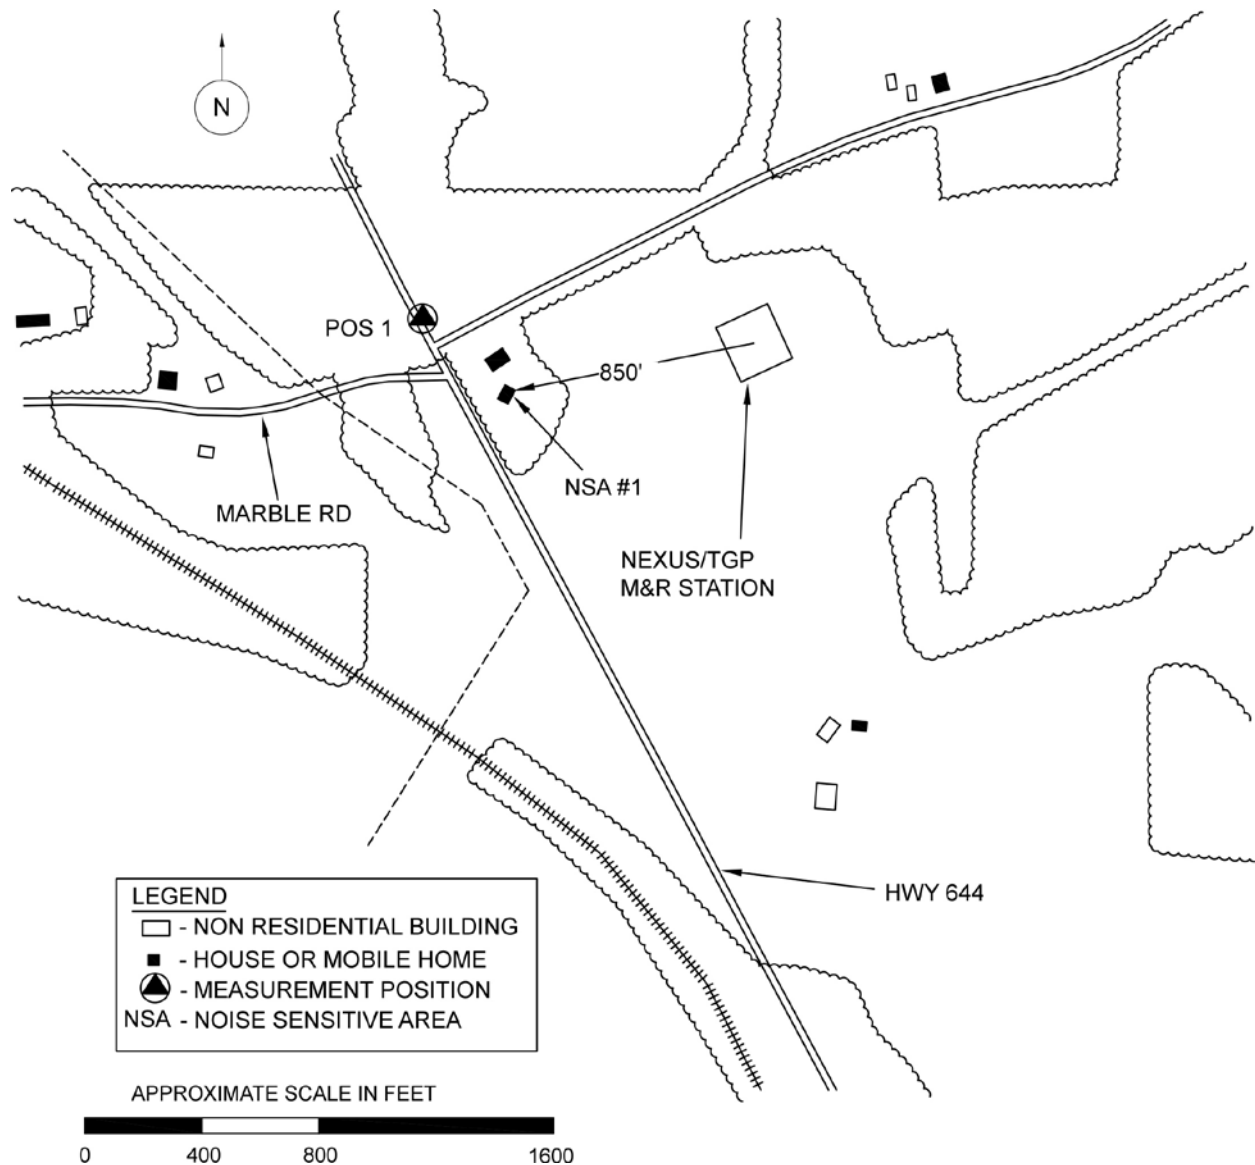 N
POS 1
850'
NSA #1
MARBLE RD
NEXUS/TGP
M&R STATION
HWY 644
LEGEND
- NON RESIDENTIAL BUILDING
- HOUSE OR MOBILE HOME
- MEASUREMENT POSITION
NSA - NOISE SENSITIVE AREA
APPROXIMATE SCALE IN FEET
0 400 800 1600